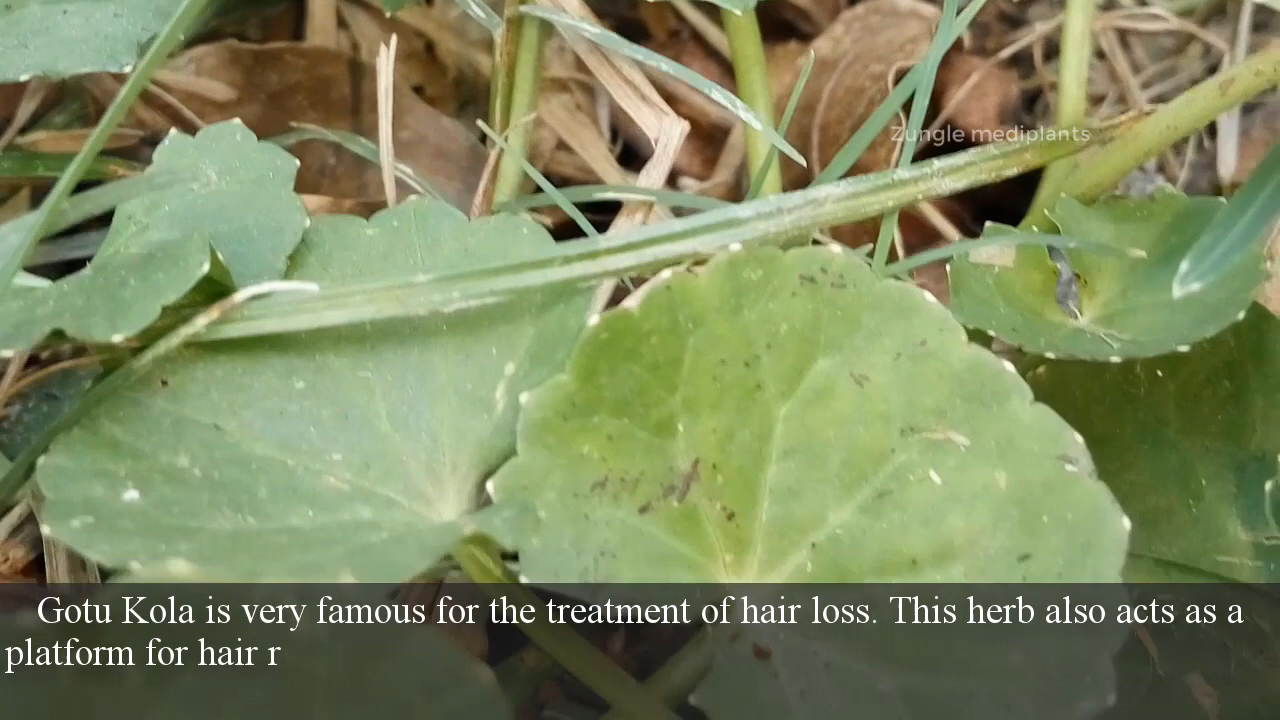 Zungle mediplants
Gotu Kola is very famous for the treatment of hair loss. This herb also acts as a
platform for hair r